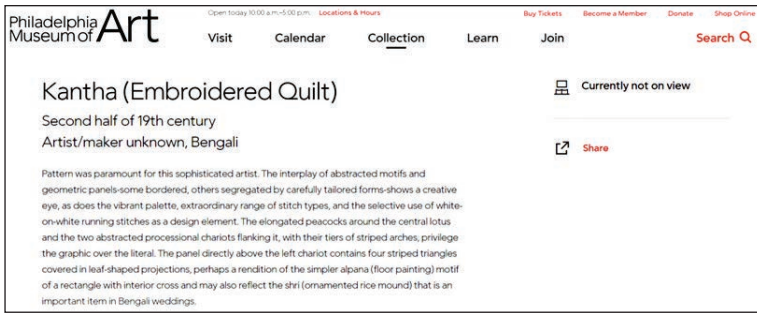 Philadelphia
Museum of Art
Open today 10:00 a.m.–5:00 p.m. Locations & Hours
Buy Tickets Become a Member Donate Shop Online
Visit Calendar Collection Learn Join Search
Kantha (Embroidered Quilt)
Second half of 19th century
Artist/maker unknown, Bengali
Currently not on view
Share
Pattern was paramount for this sophisticated artist. The interplay of abstracted motifs and
geometric panels-some bordered, others segregated by carefully tailored forms-shows a creative
eye, as does the vibrant palette, extraordinary range of stitch types, and the selective use of white-
on-white running stitches as a design element. The elongated peacocks around the central lotus
and the two abstracted processional chariots flanking it, with their tiers of striped arches, privilege
the graphic over the literal. The panel directly above the left chariot contains four striped triangles
covered in leaf-shaped projections, perhaps a rendition of the simpler alpana (floor painting) motif
of a rectangle with interior cross and may also reflect the shri (ornamented rice mound) that is an
important item in Bengali weddings.